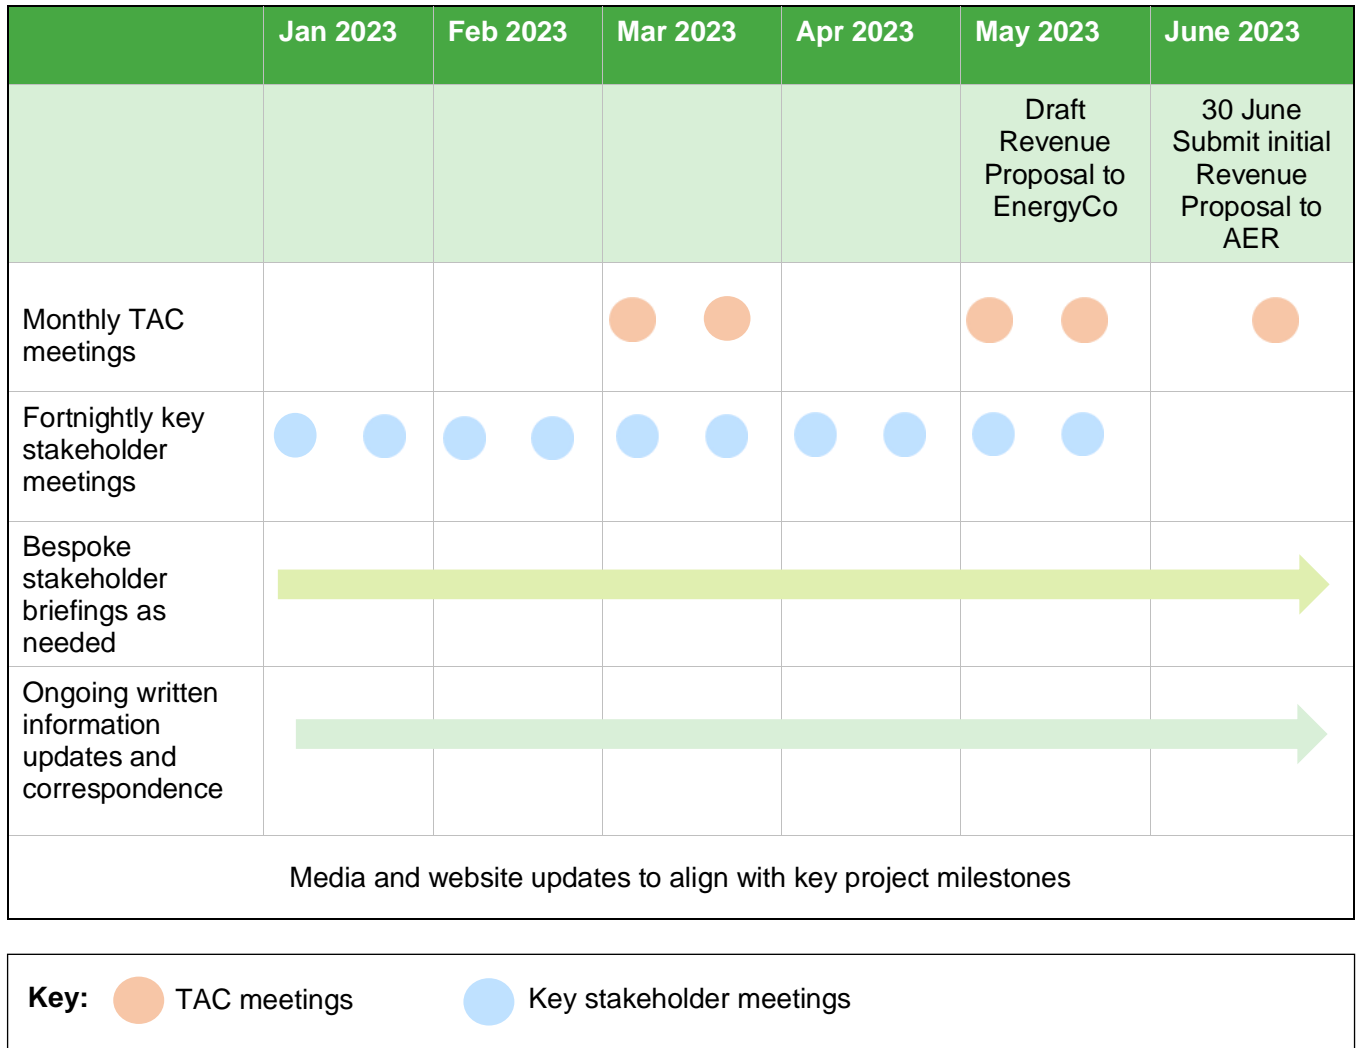 Jan 2023 Feb 2023 Mar 2023 Apr 2023 May 2023 June 2023
Draft
Revenue
Proposal to
EnergyCo
30 June
Submit initial
Revenue
Proposal to
AER
Monthly TAC
meetings
Fortnightly key
stakeholder
meetings
Bespoke
stakeholder
briefings as
needed
Ongoing written
information
updates and
correspondence
Media and website updates to align with key project milestones
Key: TAC meetings Key stakeholder meetings